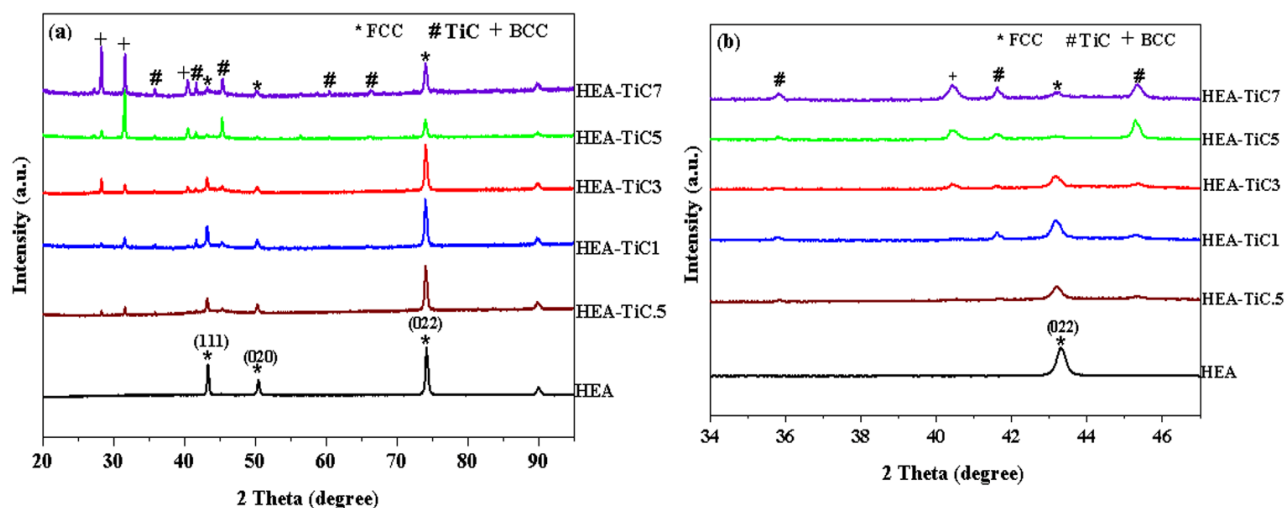 (a)
* FCC # TiC + BCC
+ + # + # * # * # # *
HEA-TiC7
HEA-TiC5
HEA-TiC3
HEA-TiC1
HEA-TiC.5
(111)
*
(020)
*
(022)
*
HEA
Intensity (a.u.)
20 30 40 50 60 70 80 90
2 Theta (degree)
(b)
* FCC # TiC + BCC
# + # * #
HEA-TiC7
HEA-TiC5
HEA-TiC3
HEA-TiC1
HEA-TiC.5
(022)
*
HEA
Intensity (a.u.)
34 36 38 40 42 44 46
2 Theta (degree)